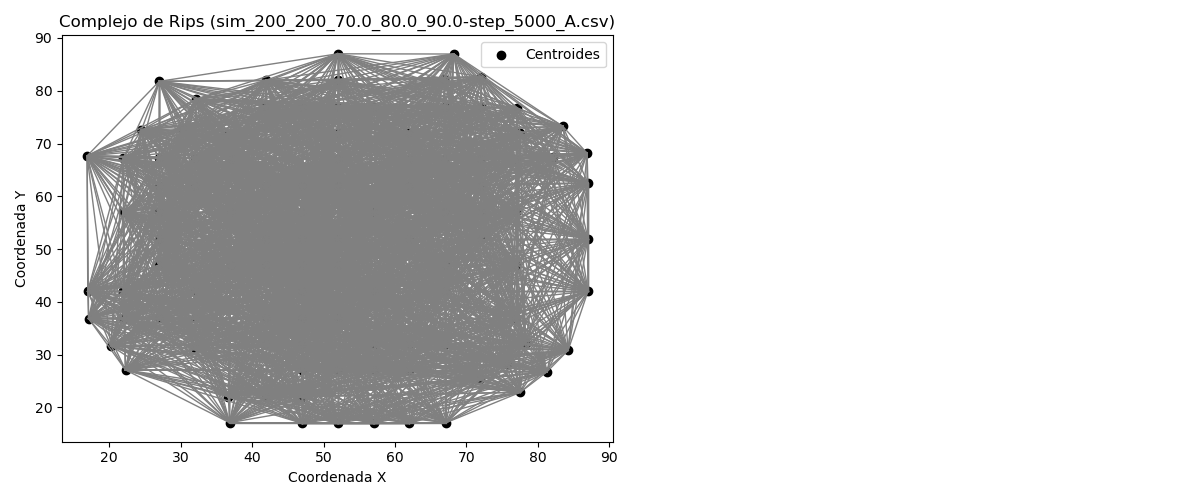 Complejo de Rips (sim_200_200_70.0_80.0_90.0-step_5000_A.csv)
Centroides
90
80
70
60
50
40
30
20
Coordenada Y
20 30 40 50 60 70 80 90
Coordenada X